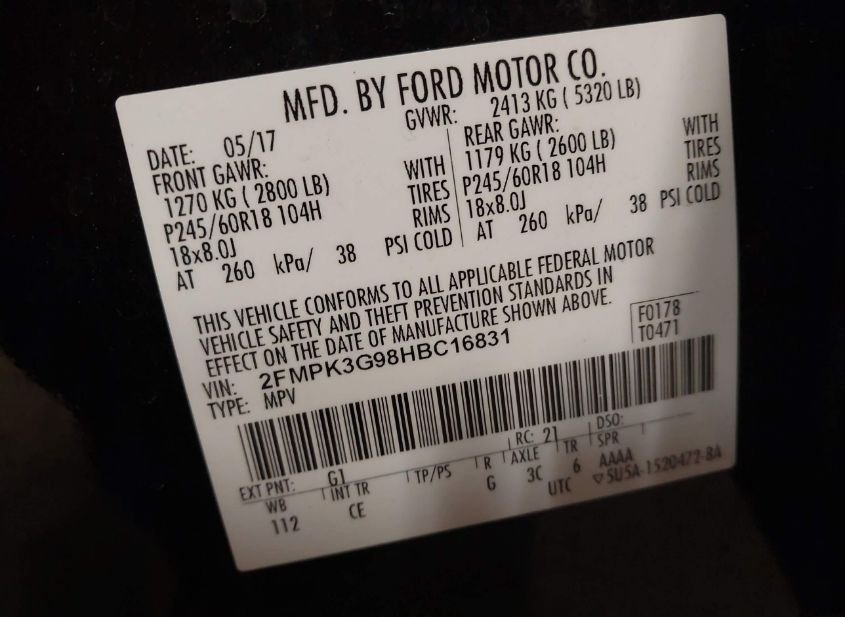 MFD. BY FORD MOTOR CO.
DATE: 05/17 GVWR: 2413 KG ( 5320 LB)
FRONT GAWR:
1270 KG ( 2800 LB) WITH
P245/60R18 104H TIRES
18x8.0J RIMS
AT 260 kPa/ 38 PSI COLD
REAR GAWR: WITH
1179 KG ( 2600 LB) TIRES
P245/60R18 104H RIMS
18x8.0J
AT 260 kPa/ 38 PSI COLD
THIS VEHICLE CONFORMS TO ALL APPLICABLE FEDERAL MOTOR
VEHICLE SAFETY AND THEFT PREVENTION STANDARDS IN
EFFECT ON THE DATE OF MANUFACTURE SHOWN ABOVE.
VIN: 2FMPK3G98HBC16831
TYPE: MPV
F0178
T0471
EXT PNT: G1 RC: 21 DSO:
WB INT TR TP/PS R AXLE TR SPR
112 CE G 3C 6 AAAA
UTC ▽SU5A-1520472-BA